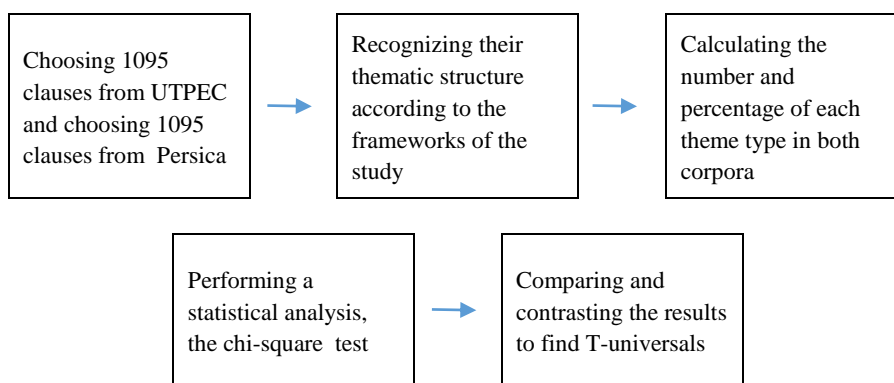 Choosing 1095
clauses from UTPEC
and choosing 1095
clauses from Persica
Recognizing their
thematic structure
according to the
frameworks of the
study
Calculating the
number and
percentage of each
theme type in both
corpora
Performing a
statistical analysis,
the chi-square test
Comparing and
contrasting the results
to find T-universals